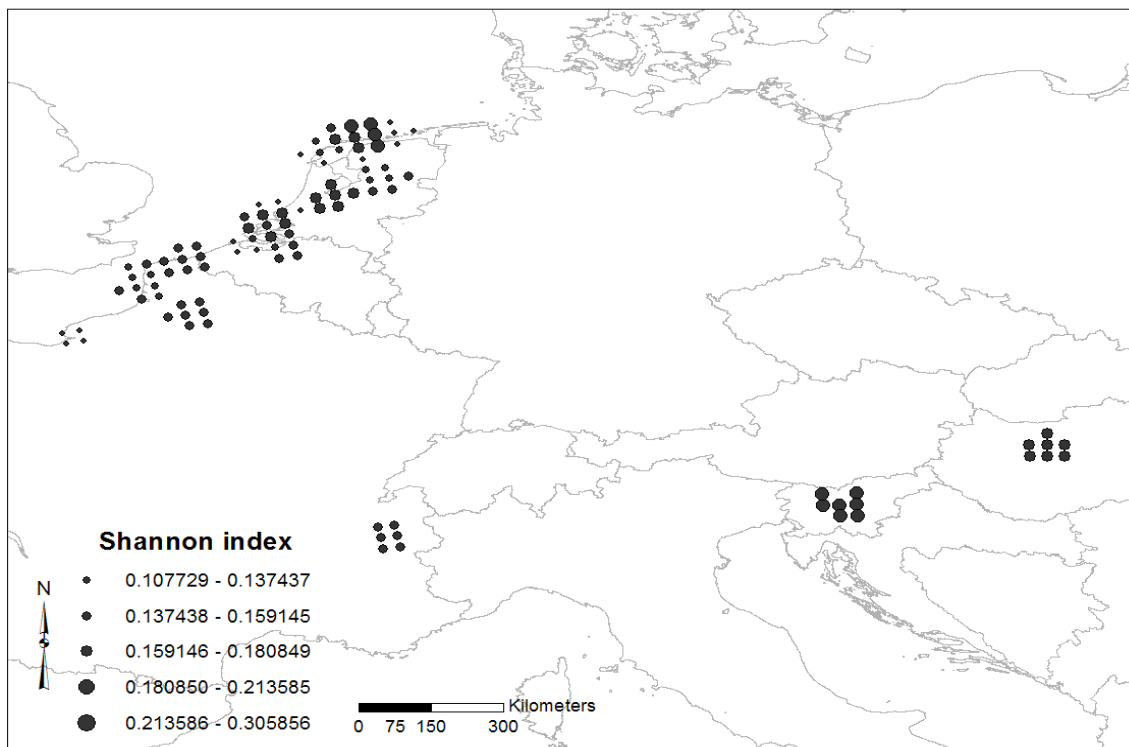 Shannon index
0.107729 - 0.137437
0.137438 - 0.159145
0.159146 - 0.180849
0.180850 - 0.213585
0.213586 - 0.305856
N
Kilometers
0 75 150 300